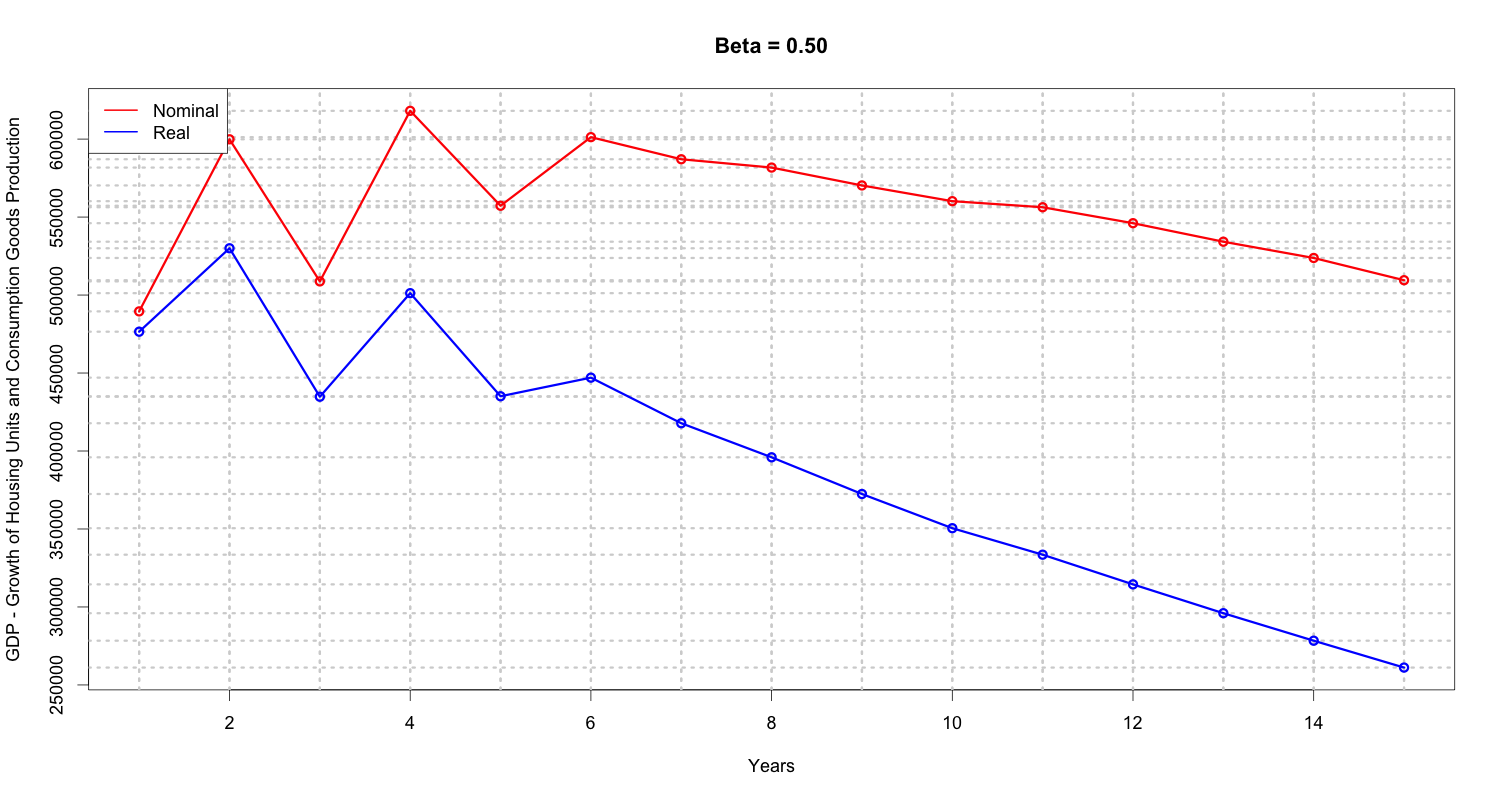 Beta = 0.50
Nominal
Real
GDP - Growth of Housing Units and Consumption Goods Production
600000
550000
500000
450000
400000
350000
300000
250000
2 4 6 8 10 12 14
Years